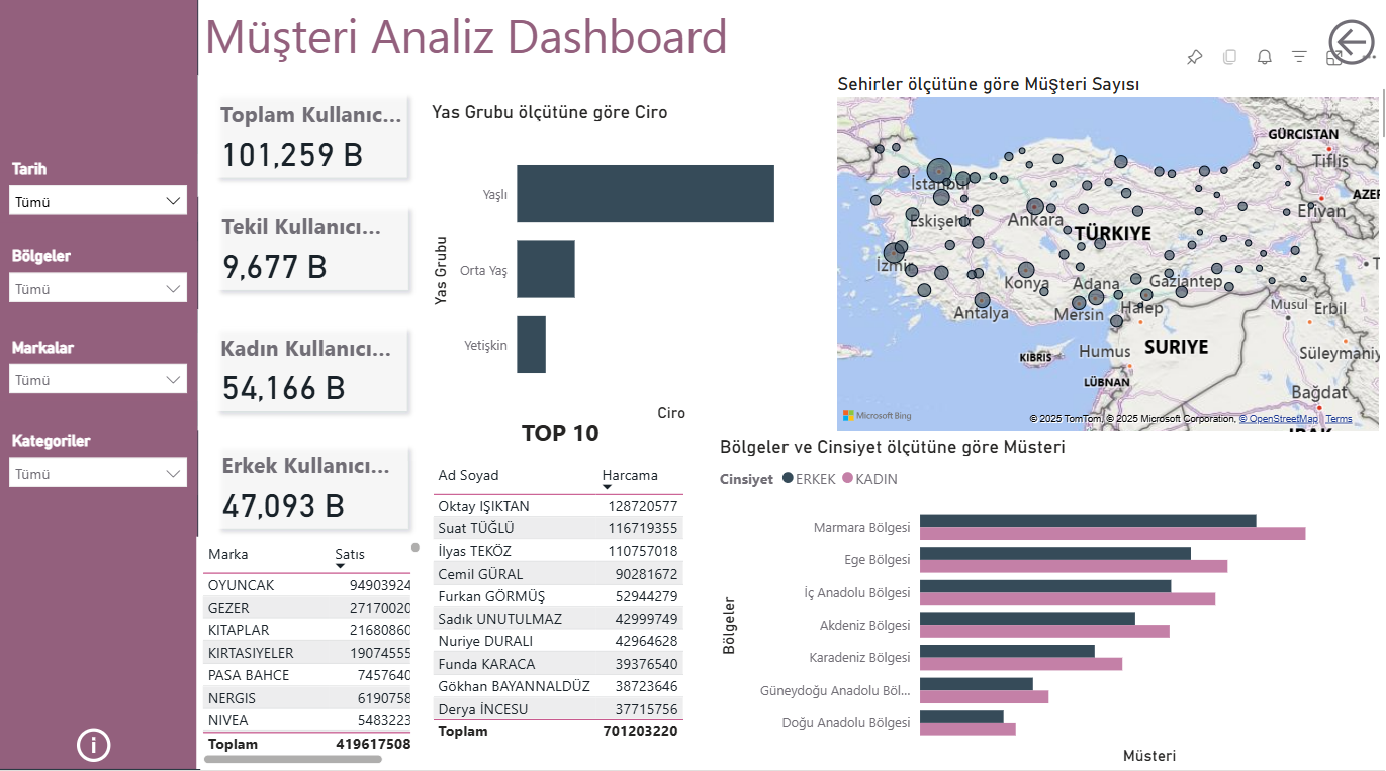 Müşteri Analiz Dashboard
Tarih
Tümü
Bölgeler
Tümü
Markalar
Tümü
Kategoriler
Tümü
Toplam Kullanıc...
101,259 B
Tekil Kullanıcı...
9,677 B
Kadın Kullanıcı...
54,166 B
Erkek Kullanıcı...
47,093 B
Marka Satıs
OYUNCAK 94903924
GEZER 27170020
KITAPLAR 21680860
KIRTASIYELER 19074555
PASA BAHCE 7457640
NERGIS 6190758
NIVEA 5483223
Toplam 419617508
Yas Grubu ölçütüne göre Ciro
Yas Grubu
Yaşlı
Orta Yaş
Yetişkin
Ciro
TOP 10
Ad Soyad Harcama
Oktay IŞIKTAN 128720577
Suat TÜĞLÜ 116719355
İlyas TEKÖZ 110757018
Cemil GÜRAL 90281672
Furkan GÖRMÜŞ 52944279
Sadık UNUTULMAZ 42999749
Nuriye DURALI 42964628
Funda KARACA 39376540
Gökhan BAYANNALDÜZ 38723646
Derya İNCESU 37715756
Toplam 701203220
Sehirler ölçütüne göre Müşteri Sayısı
GÜRCISTAN
Tiflis
İstanbul
AZER
Erivan
Eskişehir
Ankara
TÜRKIYE
İzmir
Konya
Adana
Gaziantep
Antalya
Mersin
Halep
Musul
Erbil
KIBRIS
Humus
SURIYE
Süleymaniy
LÜBNAN
Bağdat
IRAK
Microsoft Bing
© 2025 TomTom, © 2025 Microsoft Corporation, © OpenStreetMap Terms
Bölgeler ve Cinsiyet ölçütüne göre Müsteri
Cinsiyet ERKEK KADIN
Bölgeler
Marmara Bölgesi
Ege Bölgesi
İç Anadolu Bölgesi
Akdeniz Bölgesi
Karadeniz Bölgesi
Güneydoğu Anadolu Böl...
Doğu Anadolu Bölgesi
Müsteri